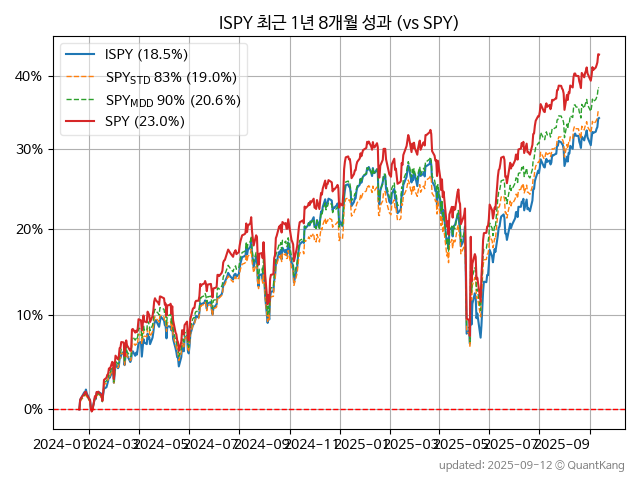 ISPY 최근 1년 8개월 성과 (vs SPY)
ISPY (18.5%)
SPY_STD 83% (19.0%)
SPY_MDD 90% (20.6%)
SPY (23.0%)
40%
30%
20%
10%
0%
2024-01 2024-03 2024-05 2024-07 2024-09 2024-11 2025-01 2025-03 2025-05 2025-07 2025-09
updated: 2025-09-12 © QuantKang